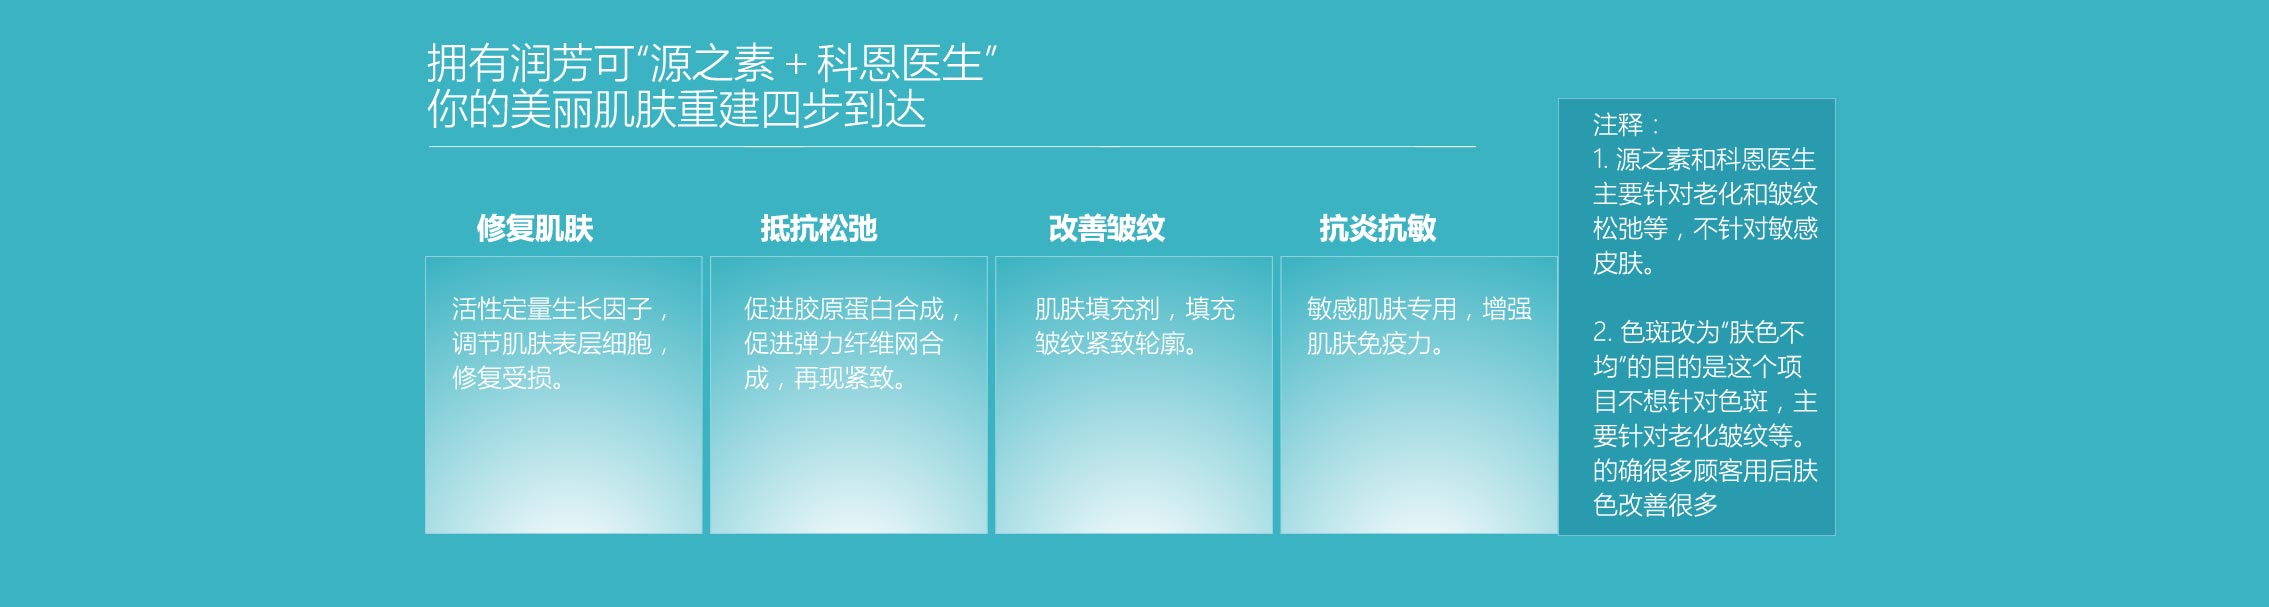 拥有润芳可“源之素 + 科恩医生”
你的美丽肌肤重建四步到达
修复肌肤
活性定量生长因子，
调节肌肤表层细胞，
修复受损。
抵抗松弛
促进胶原蛋白合成，
促进弹力纤维网合
成，再现紧致。
改善皱纹
肌肤填充剂，填充
皱纹紧致轮廓。
抗炎抗敏
敏感肌肤专用，增强
肌肤免疫力。
注释：
1. 源之素和科恩医生
主要针对老化和皱纹
松弛等，不针对敏感
皮肤。
2. 色斑改为“肤色不
均”的目的是这个项
目不想针对色斑，主
要针对老化皱纹等。
的确很多顾客用后肤
色改善很多